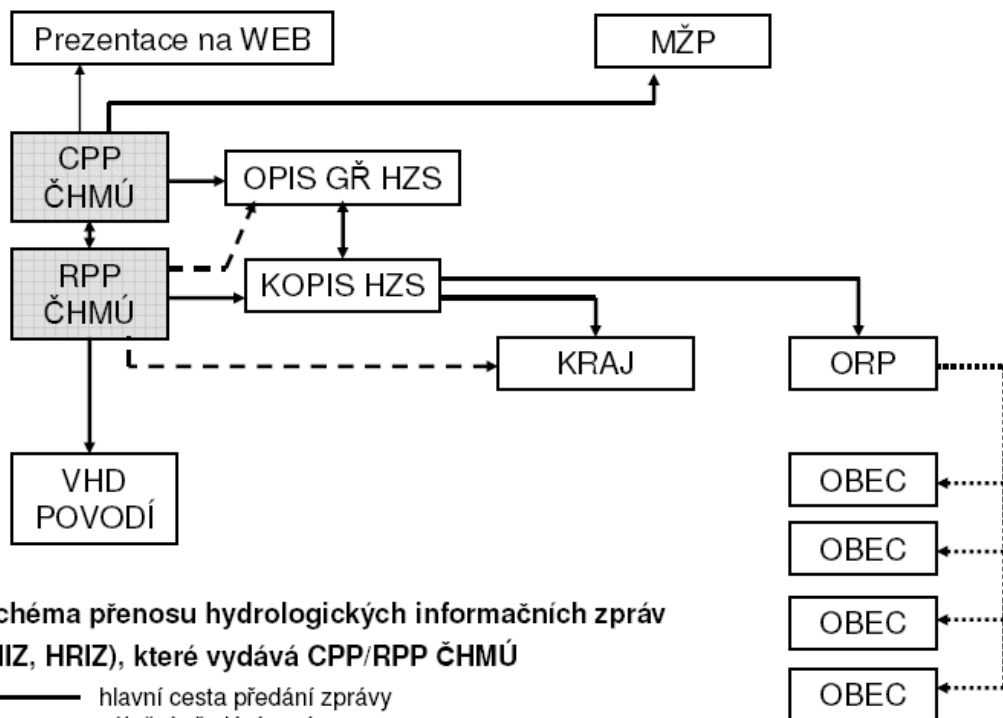 Prezentace na WEB
MŽP
CPP
ČHMÚ
OPIS GŘ HZS
RPP
ČHMÚ
KOPIS HZS
KRAJ
ORP
VHD
POVODÍ
OBEC
OBEC
OBEC
OBEC
chéma přenosu hydrologických informačních zpráv
IIZ, HRIZ), které vydává CPP/RPP ČHMÚ
hlavní cesta předání zprávy